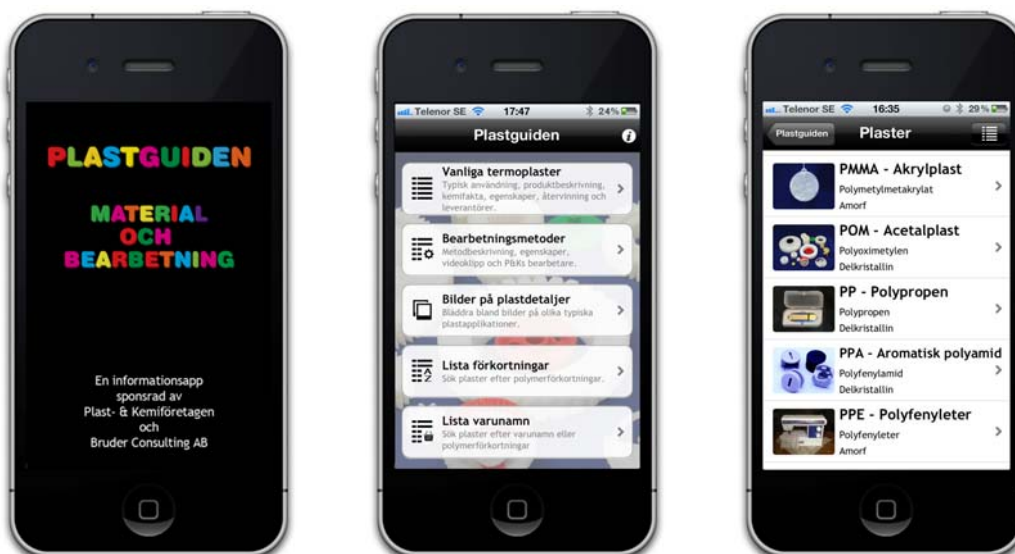 PLASTGUIDEN
MATERIAL
OCH
BEARBETNING
En informationsapp
sponsrad av
Plast- & Kemiföretagen
och
Bruder Consulting AB
Telenor SE 17:47 24%
Plastguiden
Vanliga termoplaster
Typisk användning, produktbeskrivning,
kemifakta, egenskaper, återvinning och
leverantörer.
Bearbetningsmetoder
Metodbeskrivning, egenskaper,
videoklipp och P&Ks bearbetare.
Bilder på plastdetaljer
Bläddra bland bilder på olika typiska
plastapplikationer.
Lista förkortningar
Sök plaster efter polymerförkortningar.
Lista varunamn
Sök plaster efter varunamn eller
polymerförkortningar
Telenor SE 16:35 29%
Plastguiden Plaster
PMMA - Akrylplast
Polymetylmetakrylat
Amorf
POM - Acetalplast
Polyoximetylen
Delkristallin
PP - Polypropen
Polypropen
Delkristallin
PPA - Aromatisk polyamid
Polyfenylamid
Delkristallin
PPE - Polyfenyleter
Polyfenyleter
Amorf